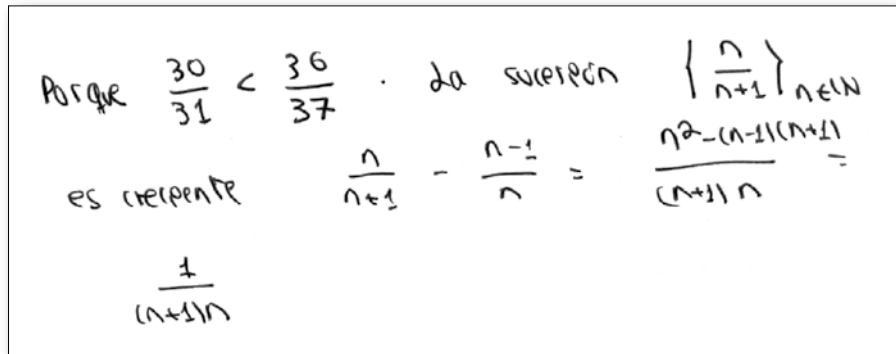 Porque 30/31 < 36/37 . La sucesión {n/(n+1)}_{n∈ℕ}
es creciente n/(n+1) - (n-1)/n = (n²-(n-1)(n+1))/((n+1)n) =
1/((n+1)n)